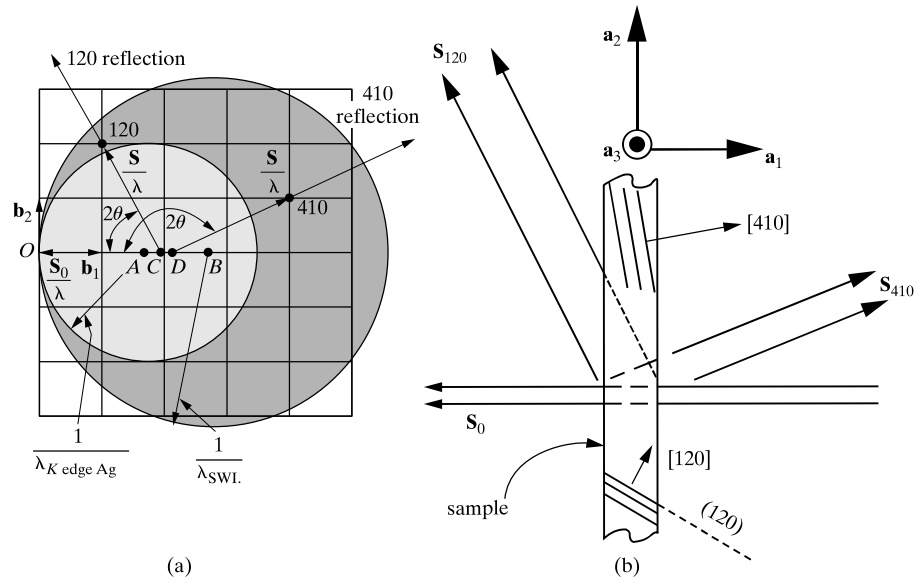 120 reflection
410
reflection
120
S
λ
S
λ
410
2θ
2θ
b₂
O
S₀
λ
b₁
A C D B
1
λK edge Ag
1
λSWL
(a)
S₁₂₀
a₂
a₃
a₁
[410]
S₄₁₀
S₀
[120]
sample
(120)
(b)